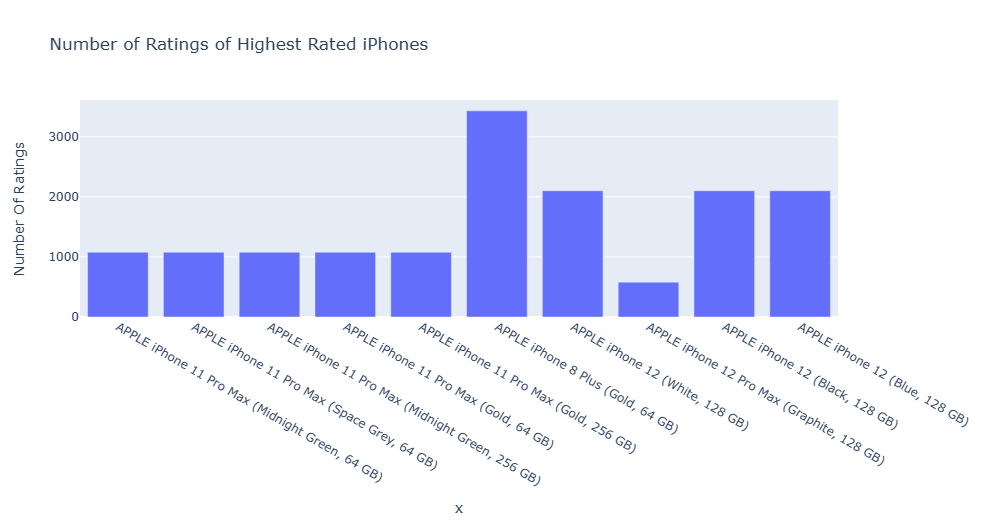 Number of Ratings of Highest Rated iPhones
Number Of Ratings
3000
2000
1000
0
APPLE iPhone 11 Pro Max (Midnight Green, 64 GB)
APPLE iPhone 11 Pro Max (Space Grey, 64 GB)
APPLE iPhone 11 Pro Max (Midnight Green, 256 GB)
APPLE iPhone 11 Pro Max (Gold, 64 GB)
APPLE iPhone 11 Pro Max (Gold, 256 GB)
APPLE iPhone 8 Plus (Gold, 64 GB)
APPLE iPhone 12 (White, 128 GB)
APPLE iPhone 12 Pro Max (Graphite, 128 GB)
APPLE iPhone 12 (Black, 128 GB)
APPLE iPhone 12 (Blue, 128 GB)
x